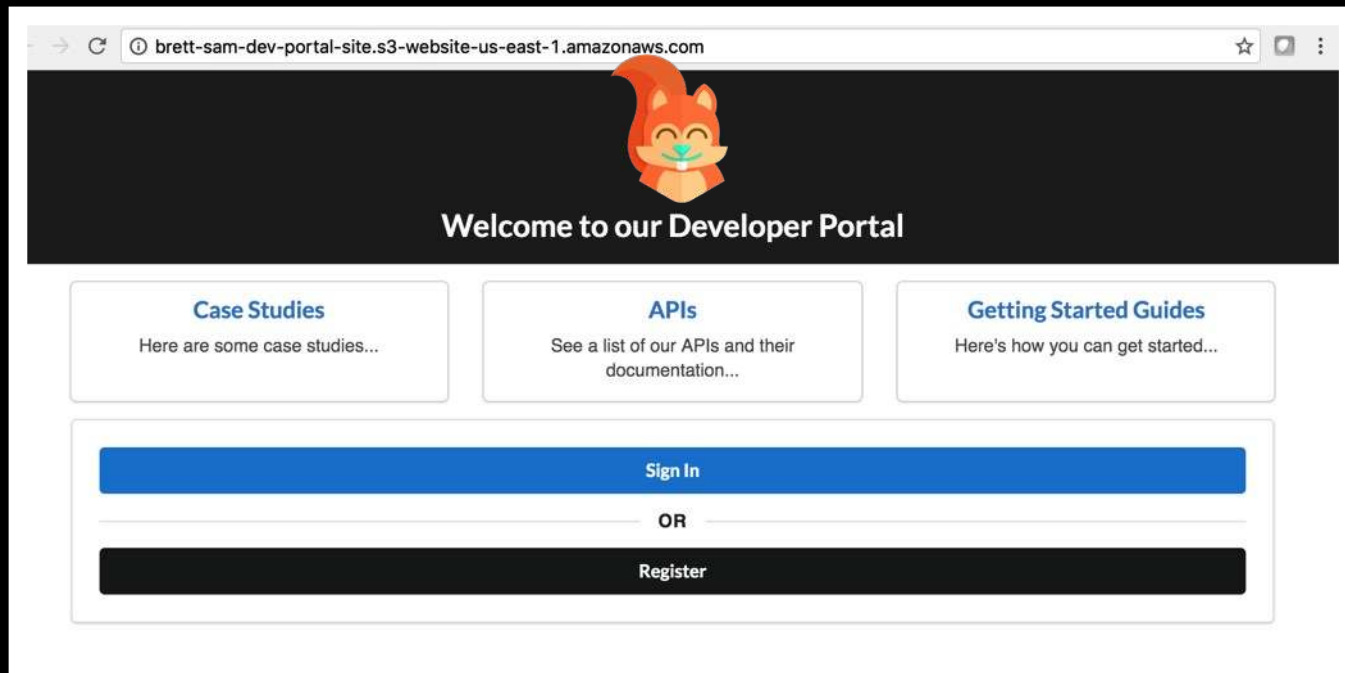 brett-sam-dev-portal-site.s3-website-us-east-1.amazonaws.com
Welcome to our Developer Portal
Case Studies
Here are some case studies...
APIs
See a list of our APIs and their
documentation...
Getting Started Guides
Here's how you can get started...
Sign In
OR
Register